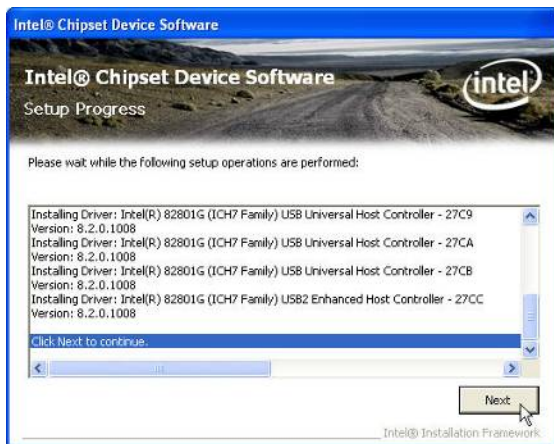 Intel® Chipset Device Software
Intel® Chipset Device Software
intel
Setup Progress
Please wait while the following setup operations are performed:
Installing Driver: Intel(R) 82801G (ICH7 Family) USB Universal Host Controller - 27C9
Version: 8.2.0.1008
Installing Driver: Intel(R) 82801G (ICH7 Family) USB Universal Host Controller - 27CA
Version: 8.2.0.1008
Installing Driver: Intel(R) 82801G (ICH7 Family) USB Universal Host Controller - 27CB
Version: 8.2.0.1008
Installing Driver: Intel(R) 82801G (ICH7 Family) USB2 Enhanced Host Controller - 27CC
Version: 8.2.0.1008
Click Next to continue.
Next
Intel® Installation Framework